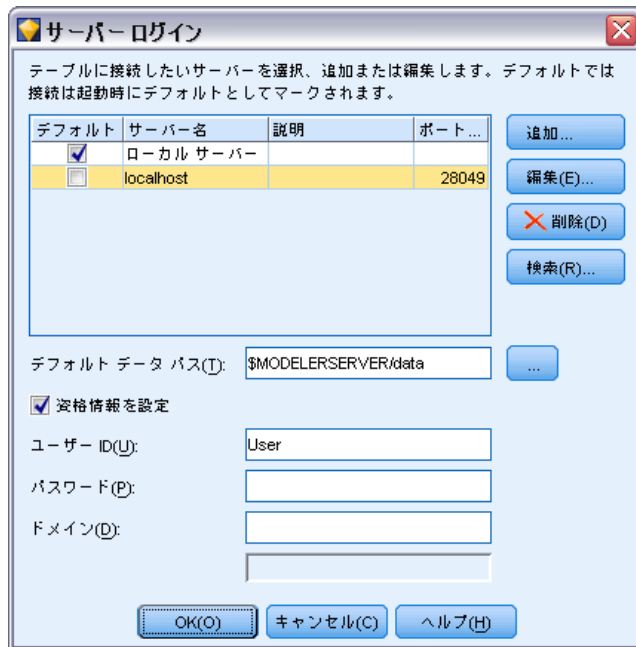 サーバー ログイン
テーブルに接続したいサーバーを選択、追加または編集します。デフォルトでは
接続は起動時にデフォルトとしてマークされます。
デフォルト サーバー名 説明 ポート...
ローカル サーバー
localhost 28049
追加...
編集(E)...
削除(D)
検索(R)...
デフォルト データ パス(T): $MODELERSERVER/data ...
資格情報を設定
ユーザー ID(U): User
パスワード(P):
ドメイン(D):
OK(O) キャンセル(C) ヘルプ(H)